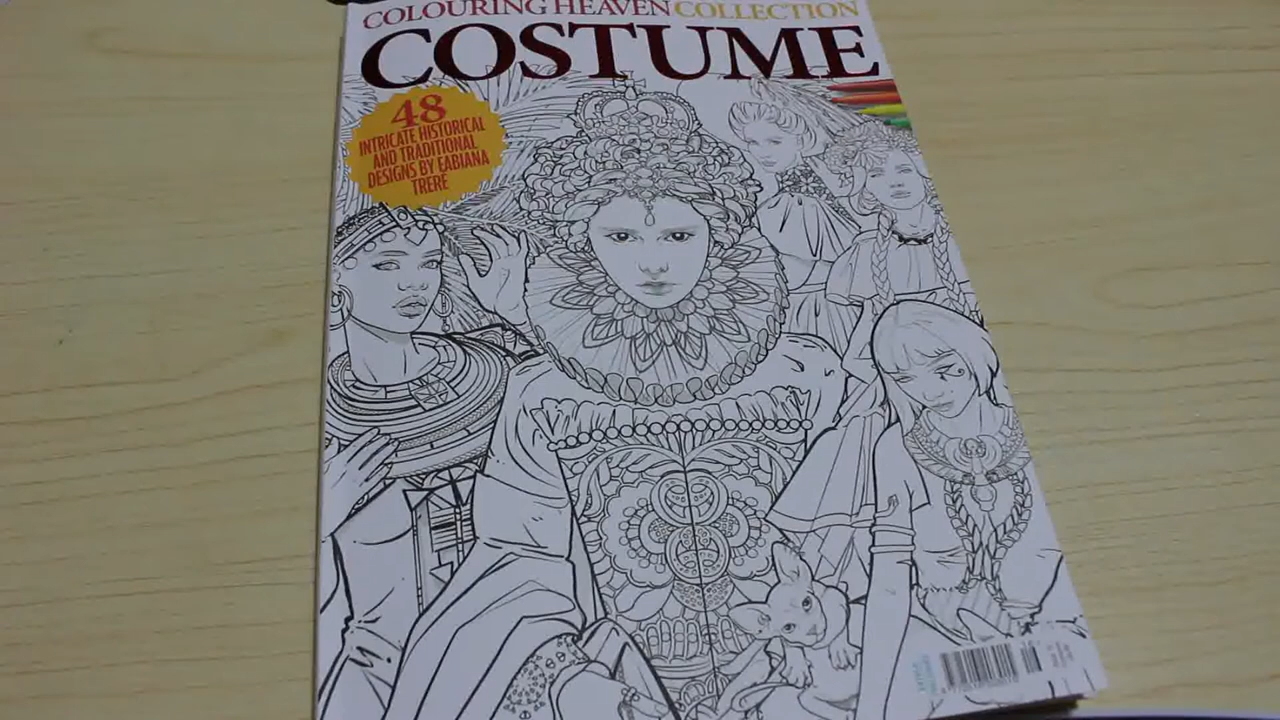 COLOURING HEAVEN COLLECTION
COSTUME
48
INTRICATE HISTORICAL
AND TRADITIONAL
DESIGNS BY FABIANA
TRERE